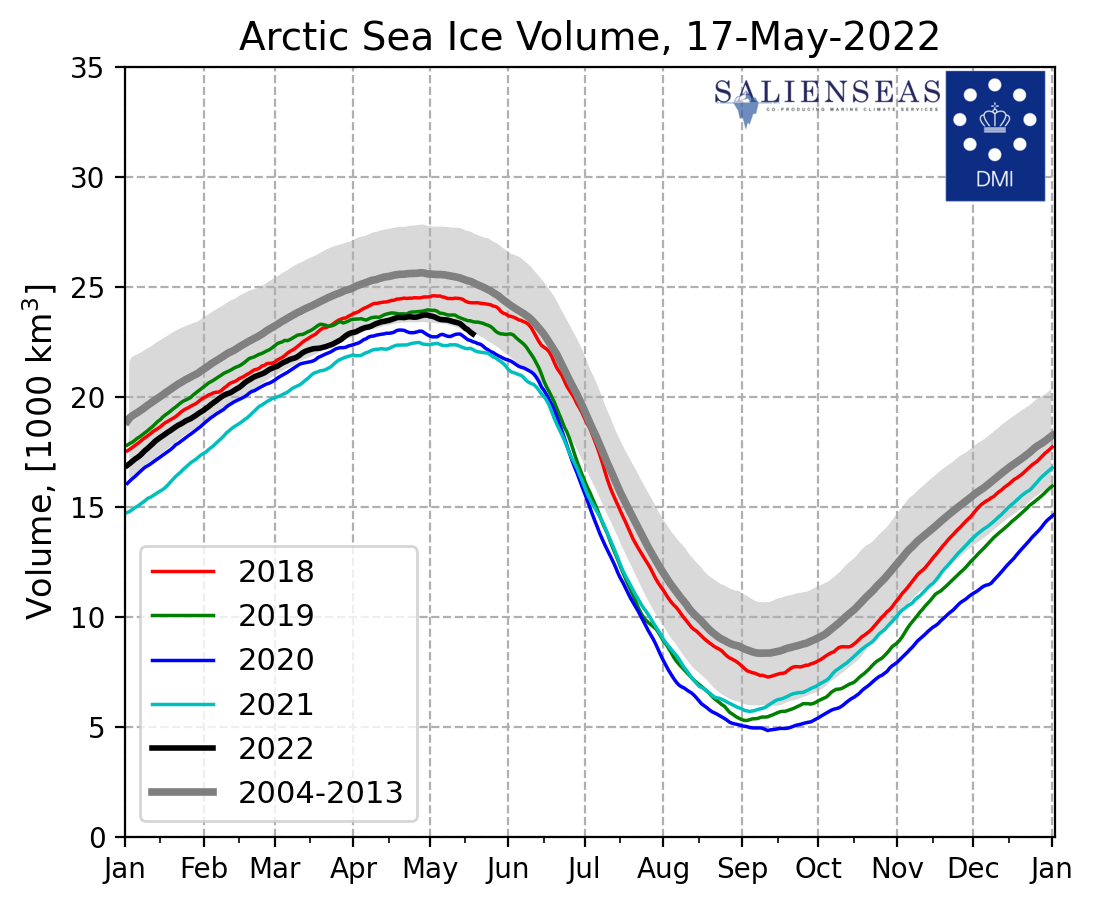 Arctic Sea Ice Volume, 17-May-2022
SALIENSEAS
CO-PRODUCING MARINE CLIMATE SERVICES
DMI
Volume, [1000 km³]
35
30
25
20
15
10
5
0
2018
2019
2020
2021
2022
2004-2013
Jan Feb Mar Apr May Jun Jul Aug Sep Oct Nov Dec Jan